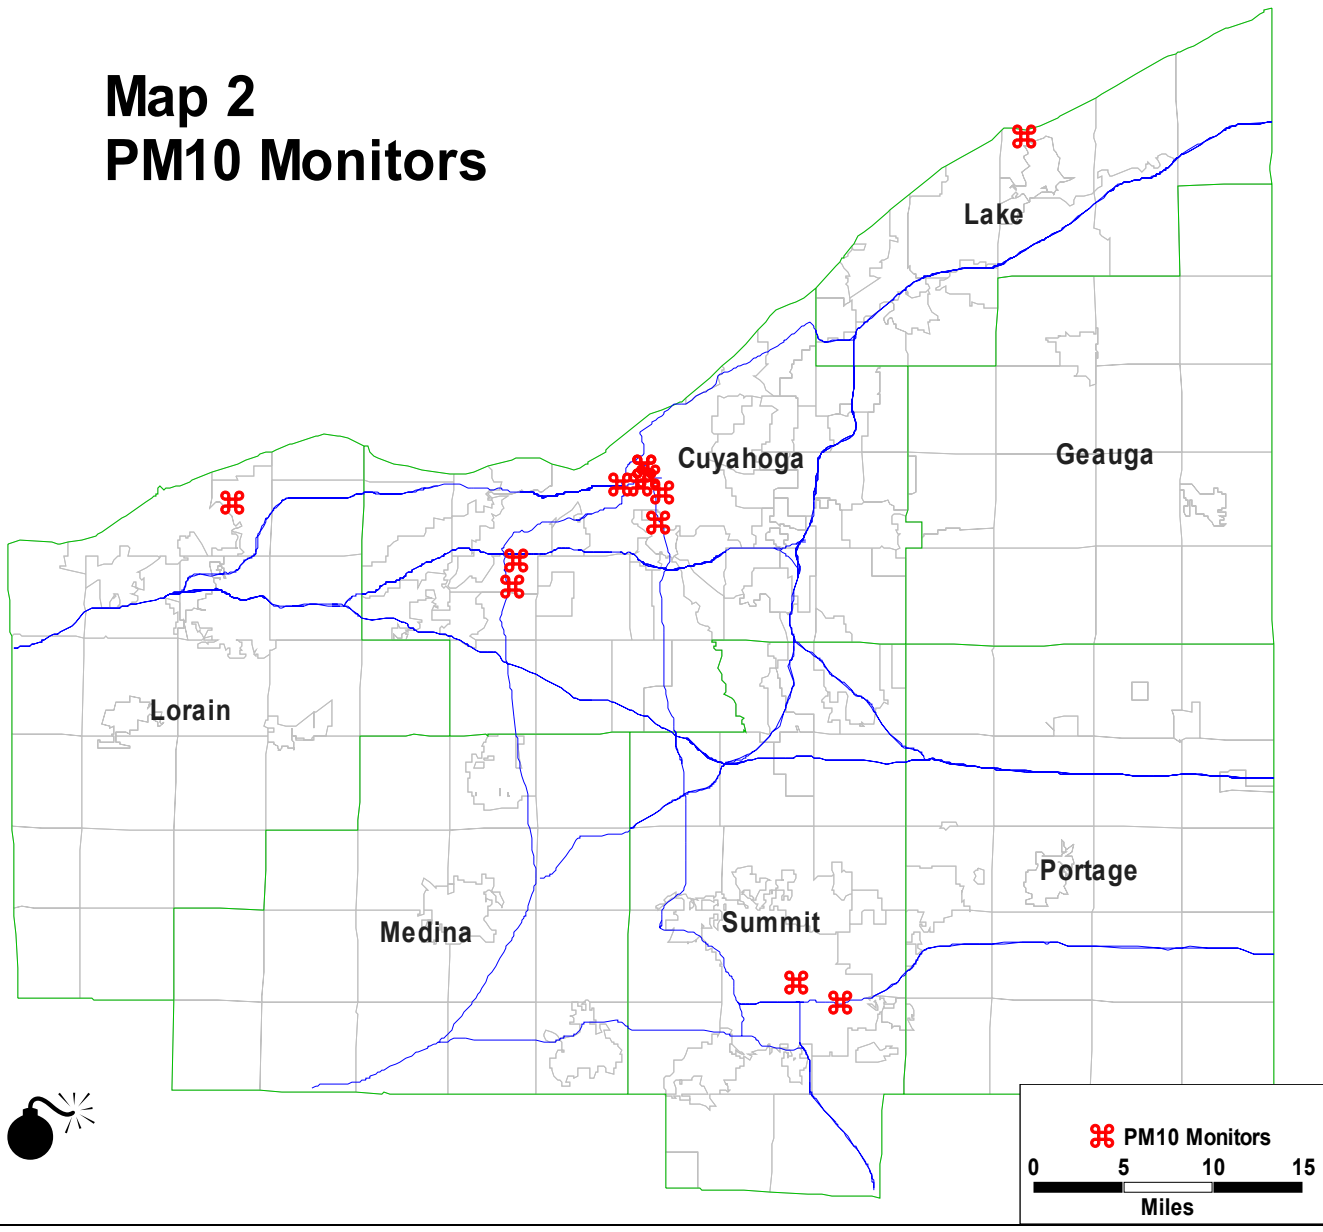 Map 2
PM10 Monitors
Lake
Cuyahoga
Geauga
Lorain
Portage
Summit
Medina
PM10 Monitors
0 5 10 15
Miles